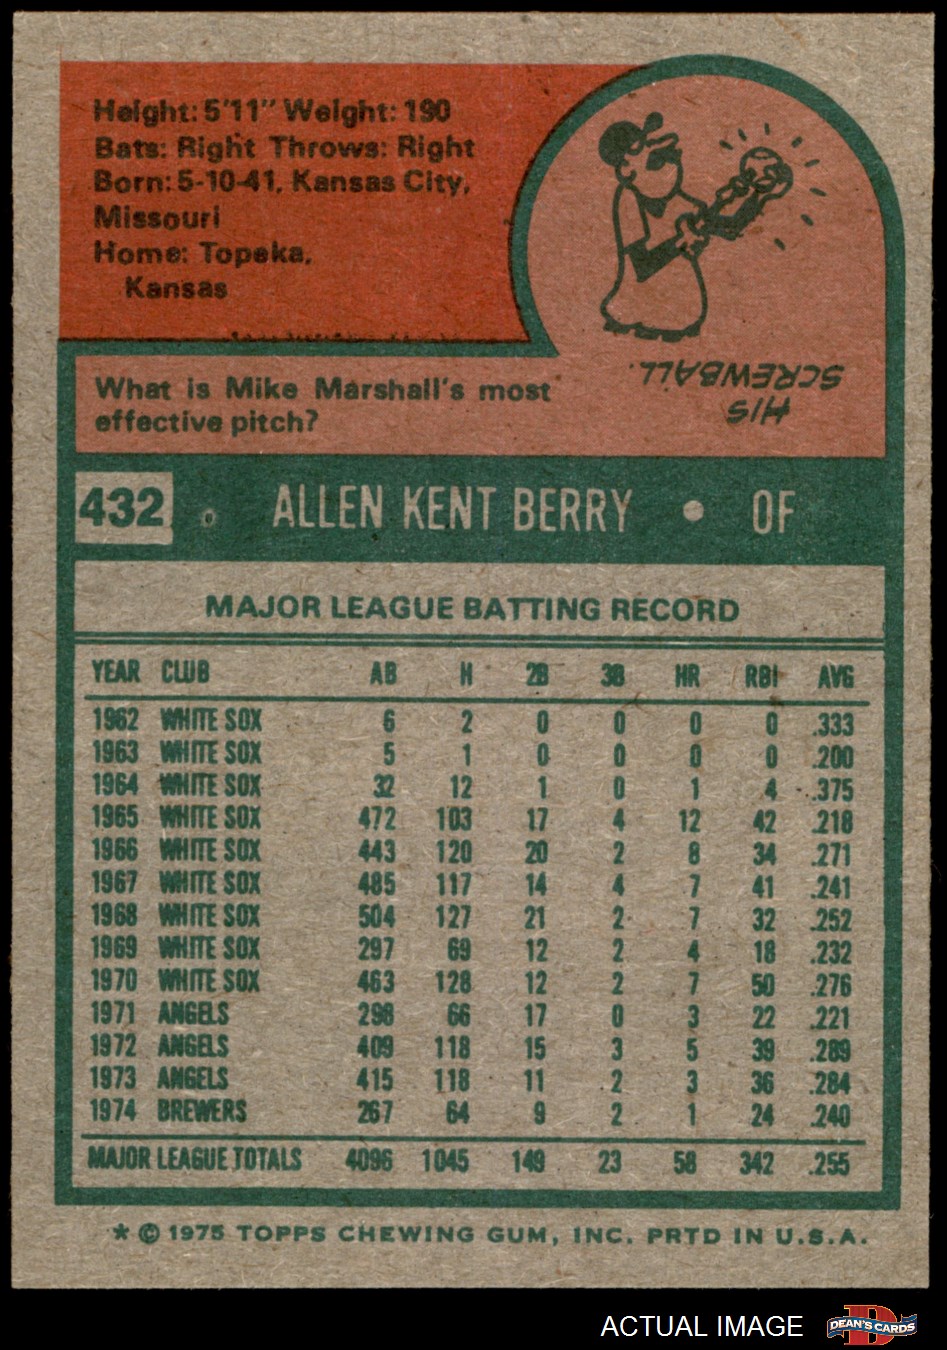 Height: 5'11" Weight: 190
Bats: Right Throws: Right
Born: 5-10-41, Kansas City,
Missouri
Home: Topeka,
Kansas
What is Mike Marshall's most
effective pitch?
HIS
SCREWBALL.
432 ALLEN KENT BERRY • OF
MAJOR LEAGUE BATTING RECORD
YEAR CLUB AB H 2B 3B HR RBI AVG
1962 WHITE SOX 6 2 0 0 0 0 .333
1963 WHITE SOX 5 1 0 0 0 0 .200
1964 WHITE SOX 32 12 1 0 1 4 .375
1965 WHITE SOX 472 103 17 4 12 42 .218
1966 WHITE SOX 443 120 20 2 8 34 .271
1967 WHITE SOX 485 117 14 4 7 41 .241
1968 WHITE SOX 504 127 21 2 7 32 .252
1969 WHITE SOX 297 69 12 2 4 18 .232
1970 WHITE SOX 463 128 12 2 7 50 .276
1971 ANGELS 298 66 17 0 3 22 .221
1972 ANGELS 409 118 15 3 5 39 .289
1973 ANGELS 415 118 11 2 3 36 .284
1974 BREWERS 267 64 9 2 1 24 .240
MAJOR LEAGUE TOTALS 4096 1045 149 23 58 342 .255
* © 1975 TOPPS CHEWING GUM, INC. PRTD IN U.S.A.
ACTUAL IMAGE DEAN'S CARDS